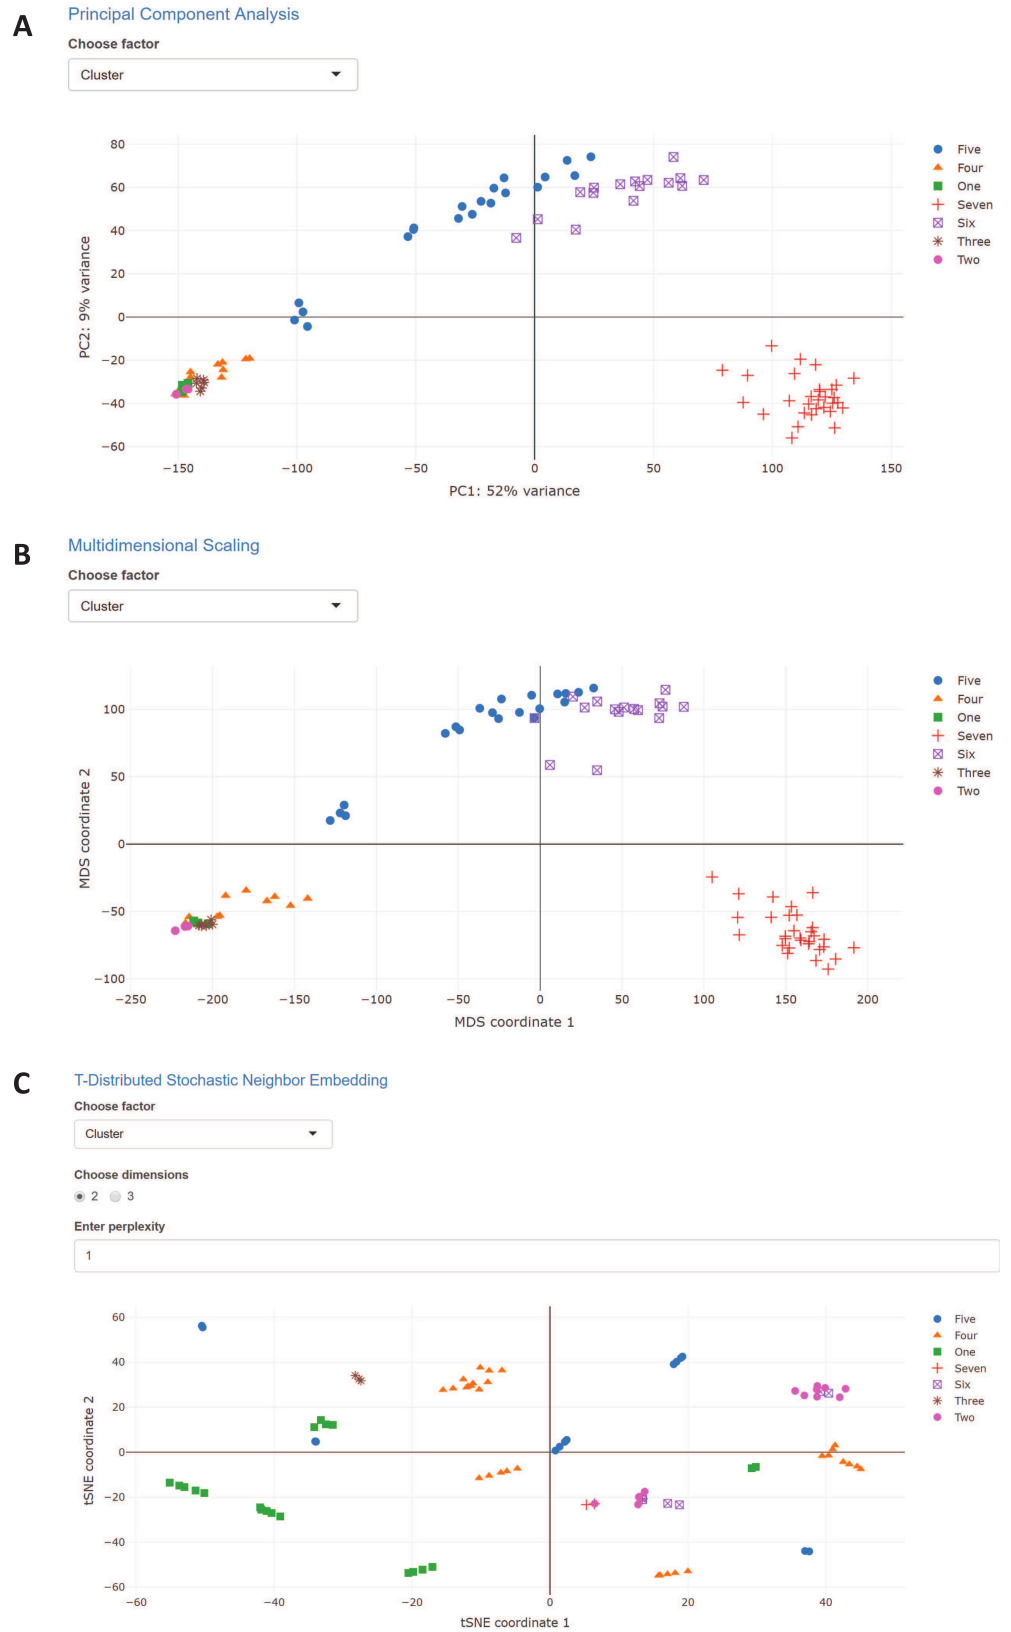 A
Principal Component Analysis
Choose factor
Cluster
80
60
40
20
0
−20
−40
−60
PC2: 9% variance
−150
−100
−50
0
50
100
150
PC1: 52% variance
Five
Four
One
Seven
Six
Three
Two
B
Multidimensional Scaling
Choose factor
Cluster
100
50
0
−50
−100
MDS coordinate 2
−250
−200
−150
−100
−50
0
50
100
150
200
MDS coordinate 1
Five
Four
One
Seven
Six
Three
Two
C
T-Distributed Stochastic Neighbor Embedding
Choose factor
Cluster
Choose dimensions
2 3
Enter perplexity
1
60
40
20
0
−20
−40
−60
tSNE coordinate 2
−60
−40
−20
0
20
40
tSNE coordinate 1
Five
Four
One
Seven
Six
Three
Two